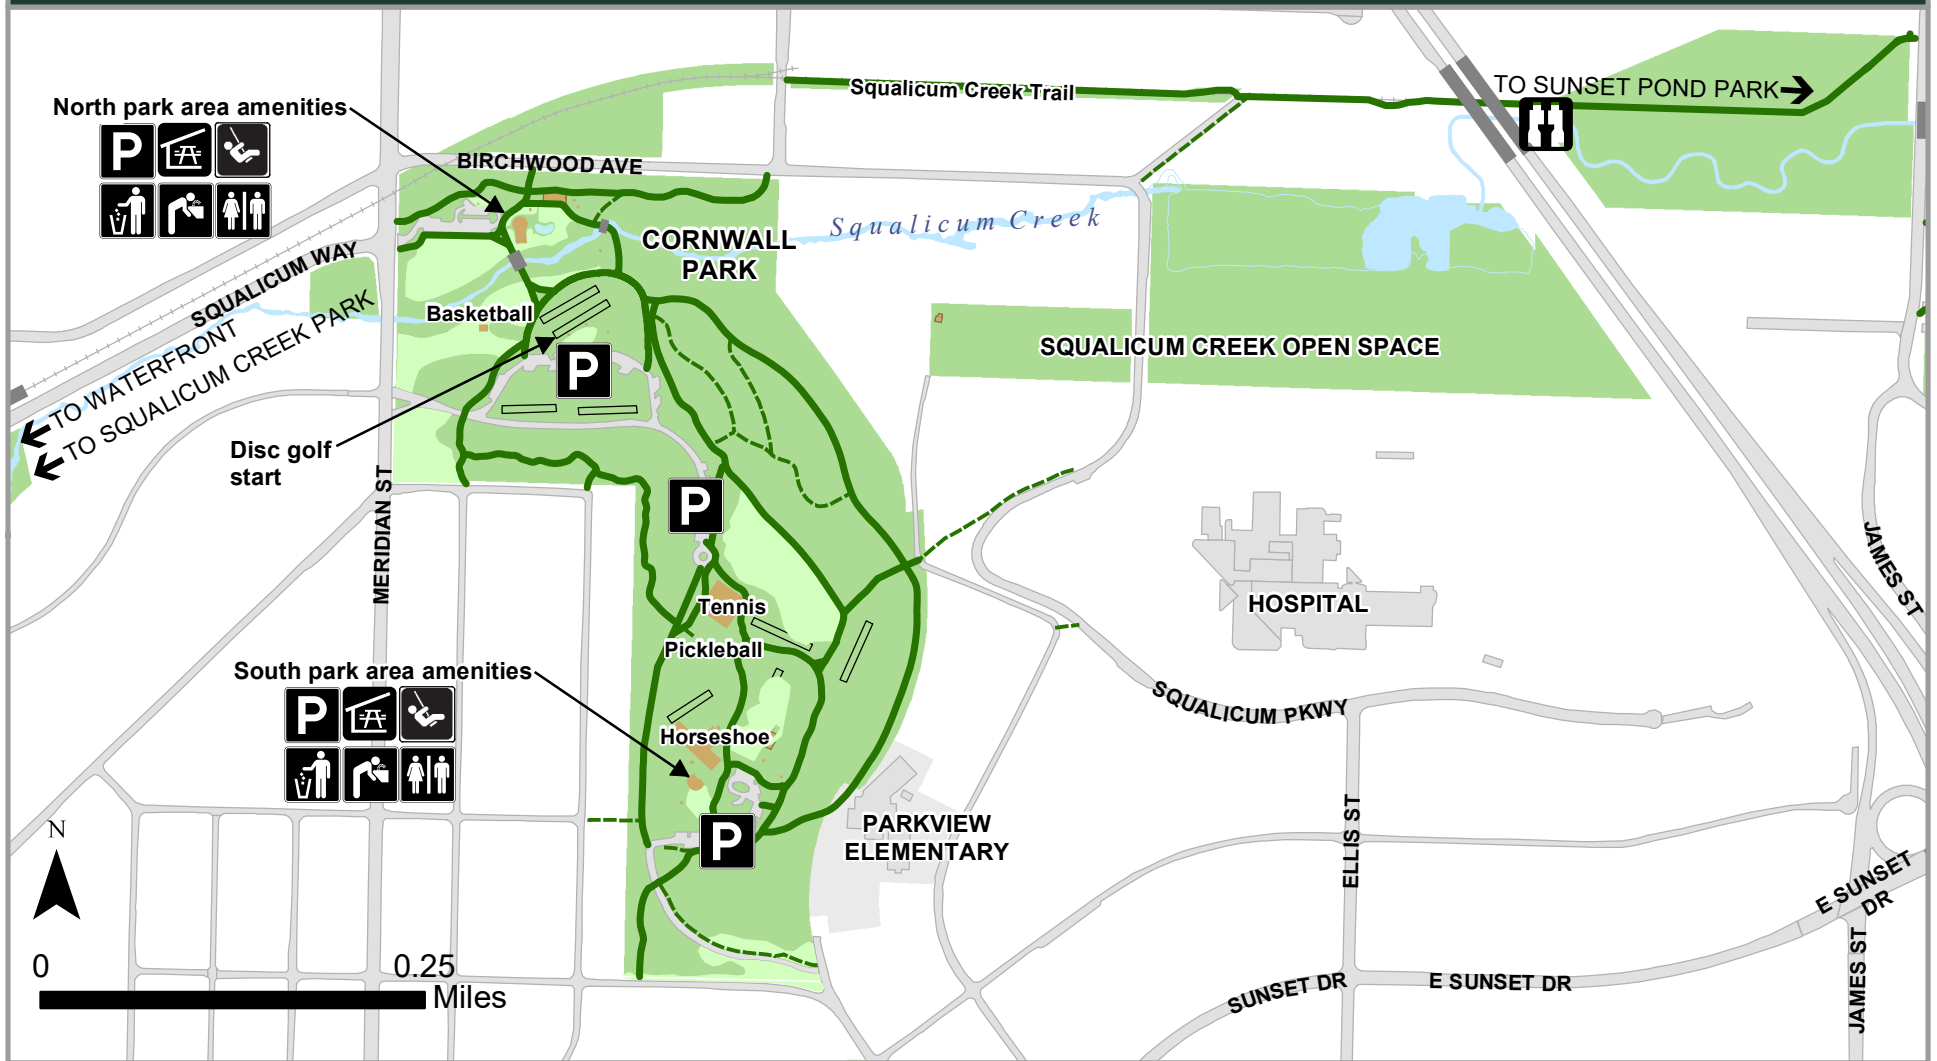 TO SUNSET POND PARK
Squalicum Creek Trail
North park area amenities
P
BIRCHWOOD AVE
Squalicum Creek
CORNWALL
PARK
SQUALICUM WAY
Basketball
TO WATERFRONT
TO SQUALICUM CREEK PARK
SQUALICUM CREEK OPEN SPACE
P
Disc golf
start
MERIDIAN ST
P
JAMES ST
HOSPITAL
Tennis
Pickleball
South park area amenities
P
SQUALICUM PKWY
Horseshoe
PARKVIEW
ELEMENTARY
P
ELLIS ST
E SUNSET
DR
N
0
0.25
Miles
SUNSET DR
E SUNSET DR
JAMES ST